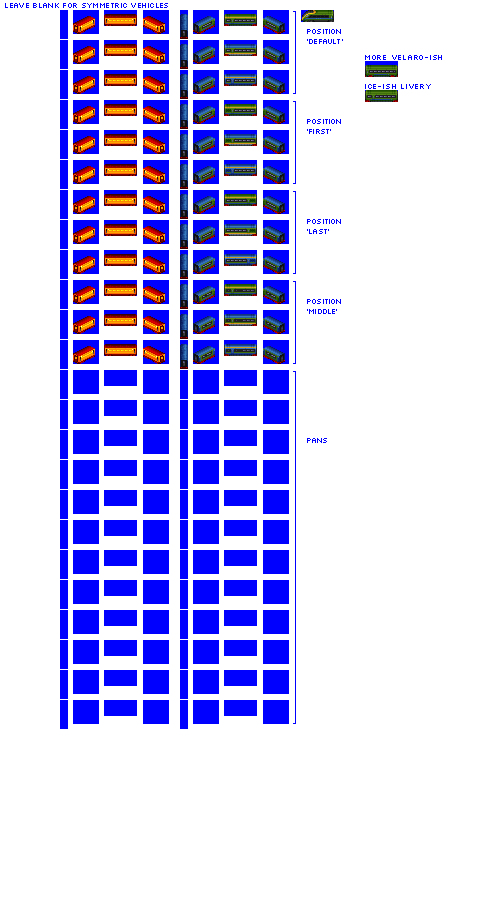 LEAVE BLANK FOR SYMMETRIC VEHICLES
POSITION
'DEFAULT'
MORE VELARO-ISH
ICE-ISH LIVERY
POSITION
'FIRST'
POSITION
'LAST'
POSITION
'MIDDLE'
PANS